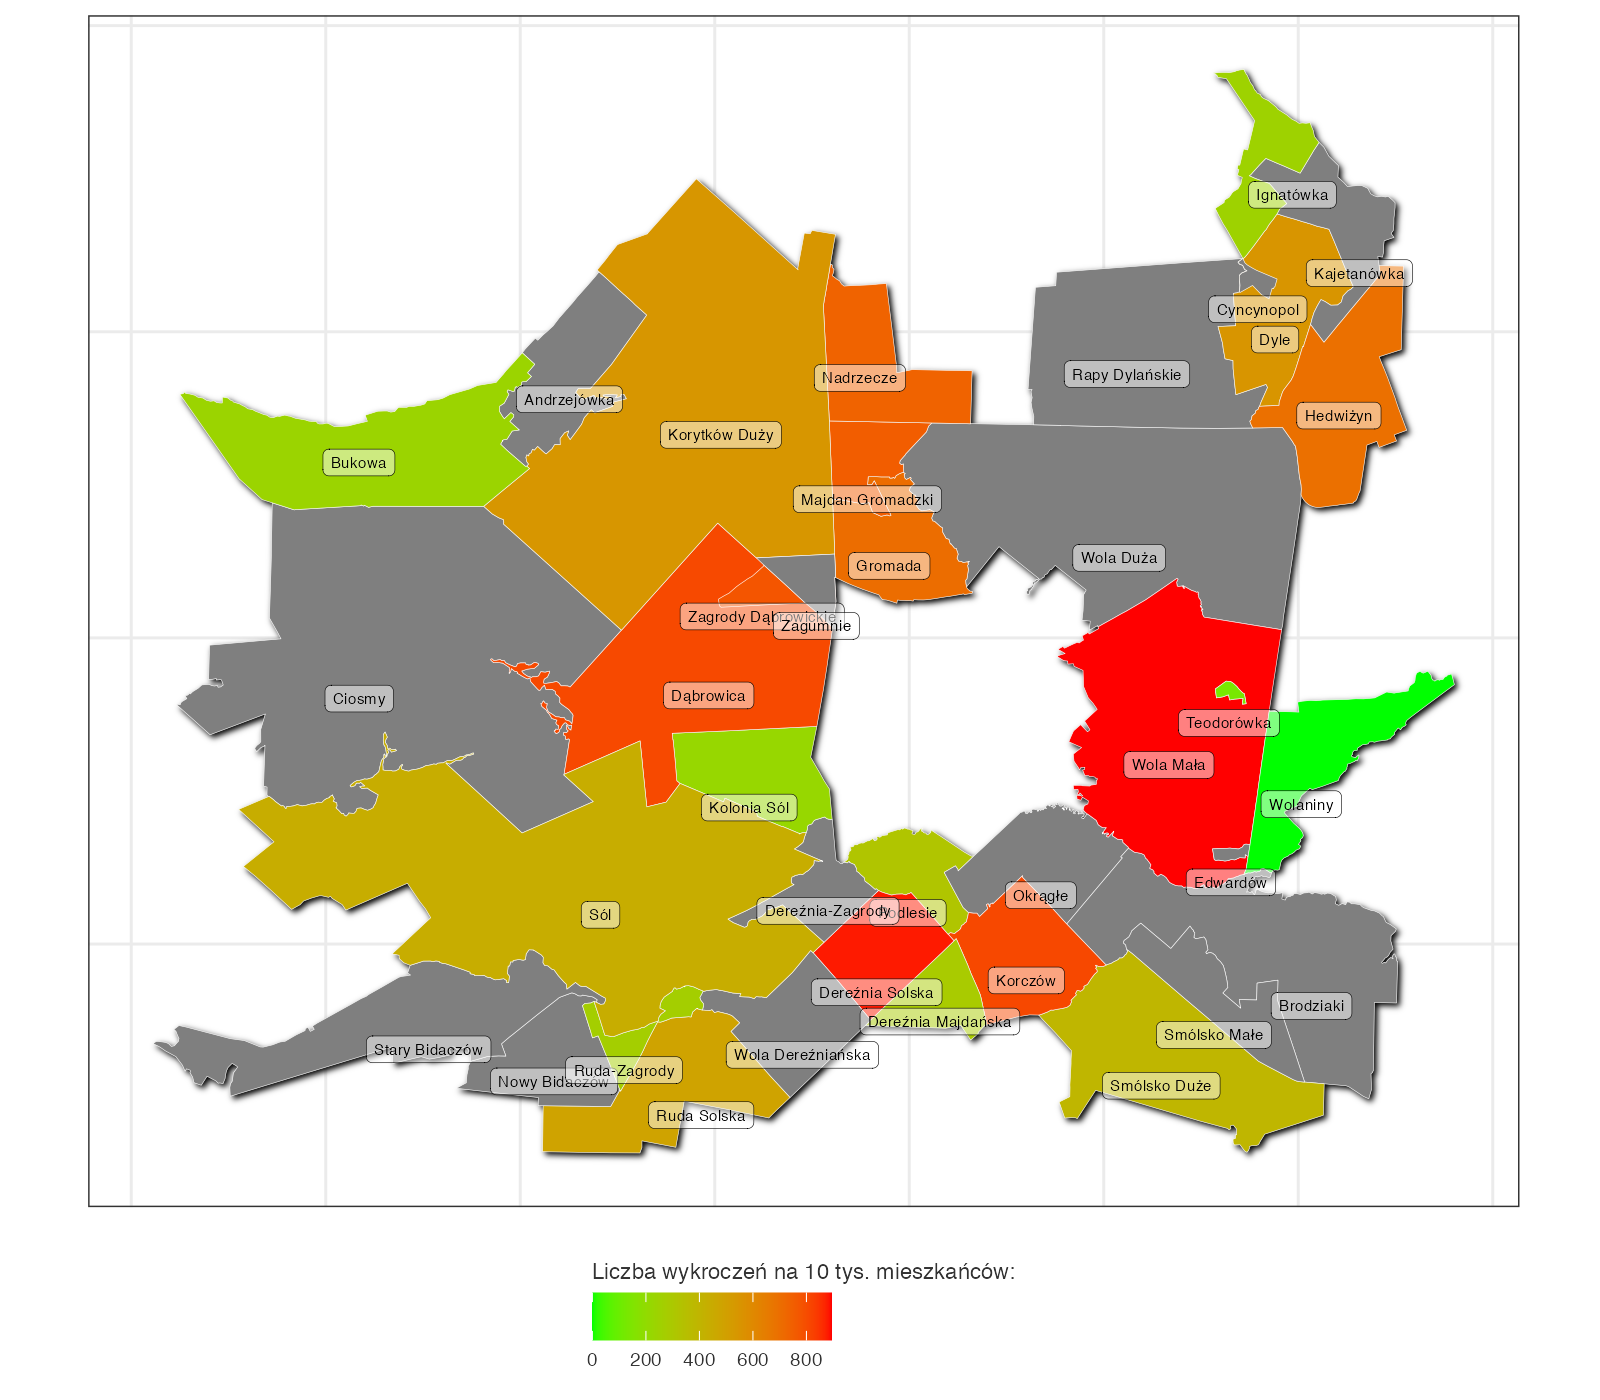 Ignatówka
Kajetanówka
Cyncynopol
Dyle
Rapy Dylańskie
Nadrzecze
Andrzejówka
Hedwiżyn
Korytków Duży
Bukowa
Majdan Gromadzki
Wola Duża
Gromada
Zagrody Dąbrowickie
Zagumnie
Dąbrowica
Ciosmy
Teodorówka
Wola Mała
Wolaniny
Kolonia Sól
Edwardów
Okrągłe
Dereźnia-Zagrody
Podlesie
Sól
Korczów
Dereźnia Solska
Brodziaki
Dereźnia Majdańska
Smólsko Małe
Stary Bidaczów
Wola Dereźniańska
Ruda-Zagrody
Nowy Bidaczów
Smólsko Duże
Ruda Solska
Liczba wykroczeń na 10 tys. mieszkańców:
0 200 400 600 800